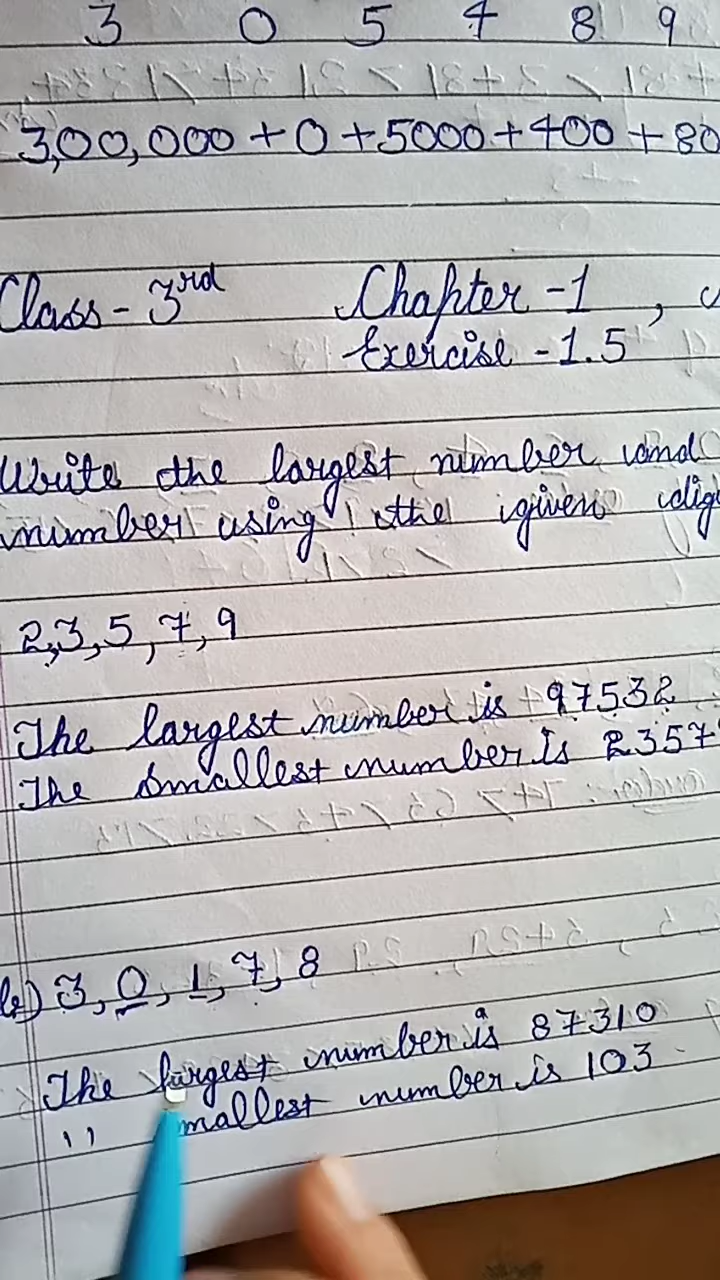 3 0 5 4 8 9
3,00,000 + 0 + 5000 + 400 + 80
Class - 3rd Chapter - 1 ,
Exercise - 1.5
Write the largest number and
number using the given dig
2,3,5,7,9
The largest number is 97532
The smallest number is 2357
b) 3, 0, 1, 7, 8
The largest number is 87310
" mallest number is 103